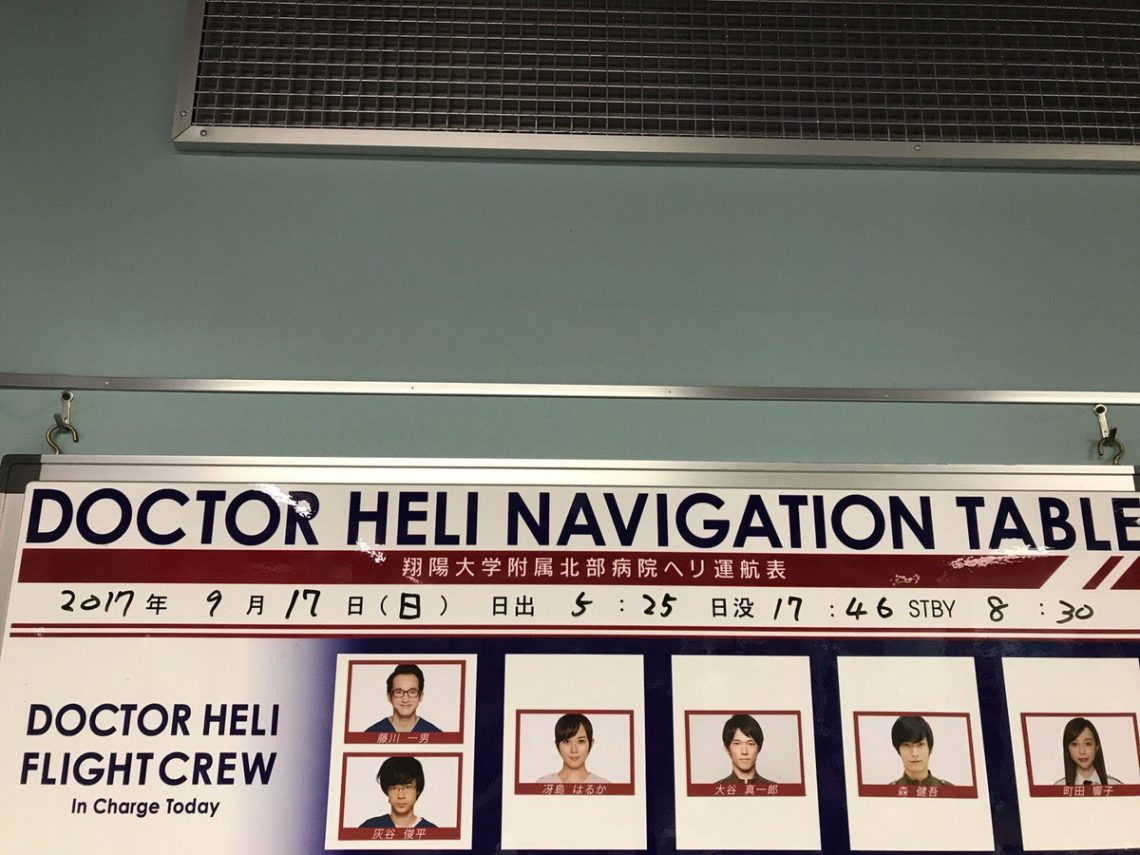 DOCTOR HELI NAVIGATION TABLE
翔陽大学附属北部病院ヘリ運航表
2017年 9月17日(日) 日出 5:25 日没 17:46 STBY 8:30
DOCTOR HELI
FLIGHT CREW
In Charge Today
藤川 一男
灰谷 俊平
冴島 はるか
大谷 真一郎
森 健吾
町田 響子